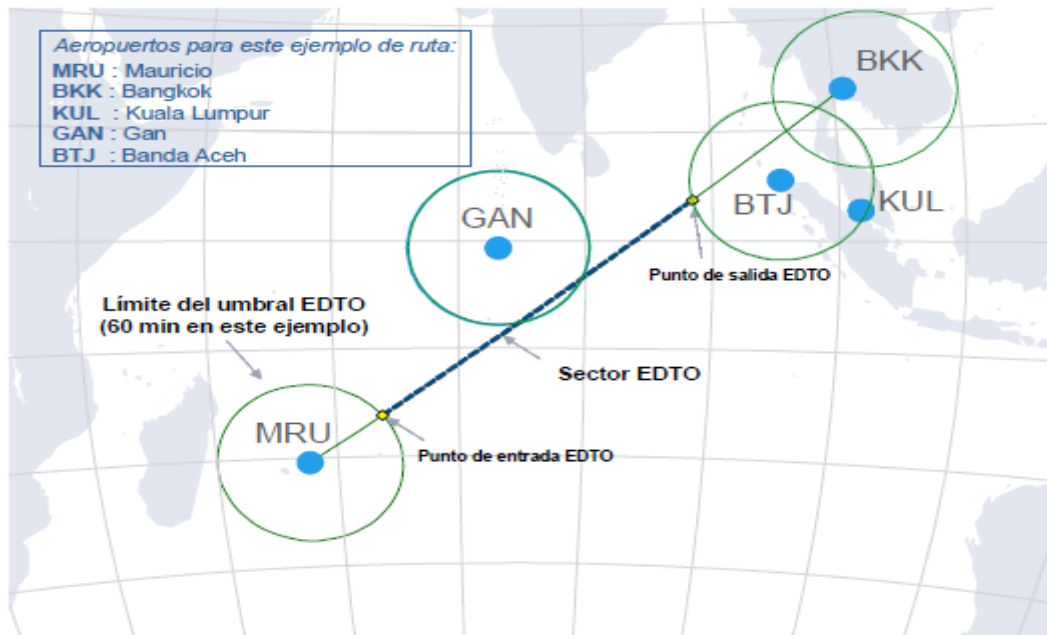 Aeropuertos para este ejemplo de ruta:
MRU : Mauricio
BKK : Bangkok
KUL : Kuala Lumpur
GAN : Gan
BTJ : Banda Aceh
BKK
GAN
BTJ
KUL
Punto de salida EDTO
Límite del umbral EDTO
(60 min en este ejemplo)
Sector EDTO
MRU
Punto de entrada EDTO